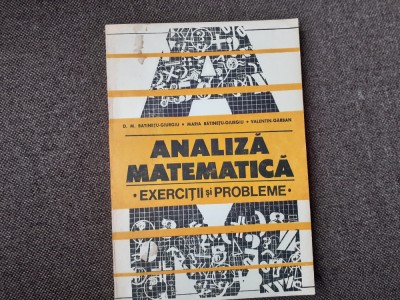 D. M. BĂTINEȚU-GIURGIU • MARIA BĂTINEȚU-GIURGIU • VALENTIN GÂRBAN
ANALIZĂ
MATEMATICĂ
• EXERCIȚII și PROBLEME •